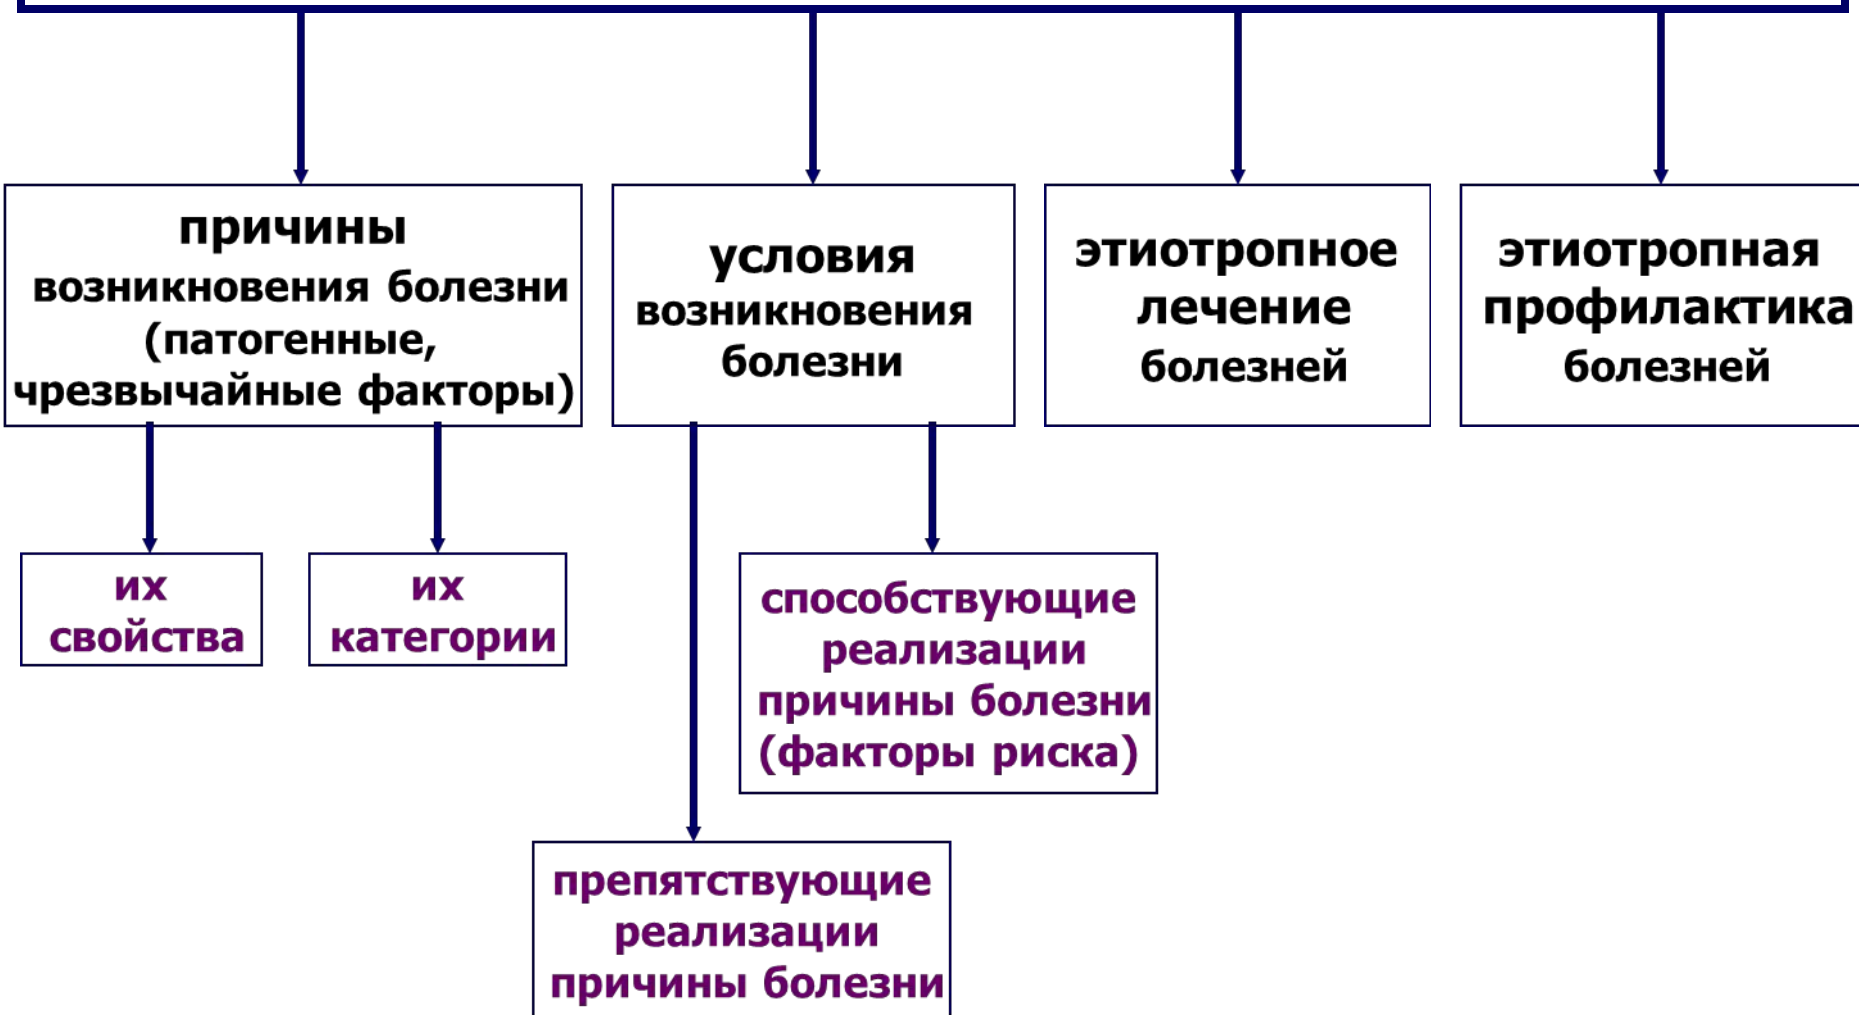 причины
возникновения болезни
(патогенные,
чрезвычайные факторы)
условия
возникновения
болезни
этиотропное
лечение
болезней
этиотропная
профилактика
болезней
их
свойства
их
категории
способствующие
реализации
причины болезни
(факторы риска)
препятствующие
реализации
причины болезни